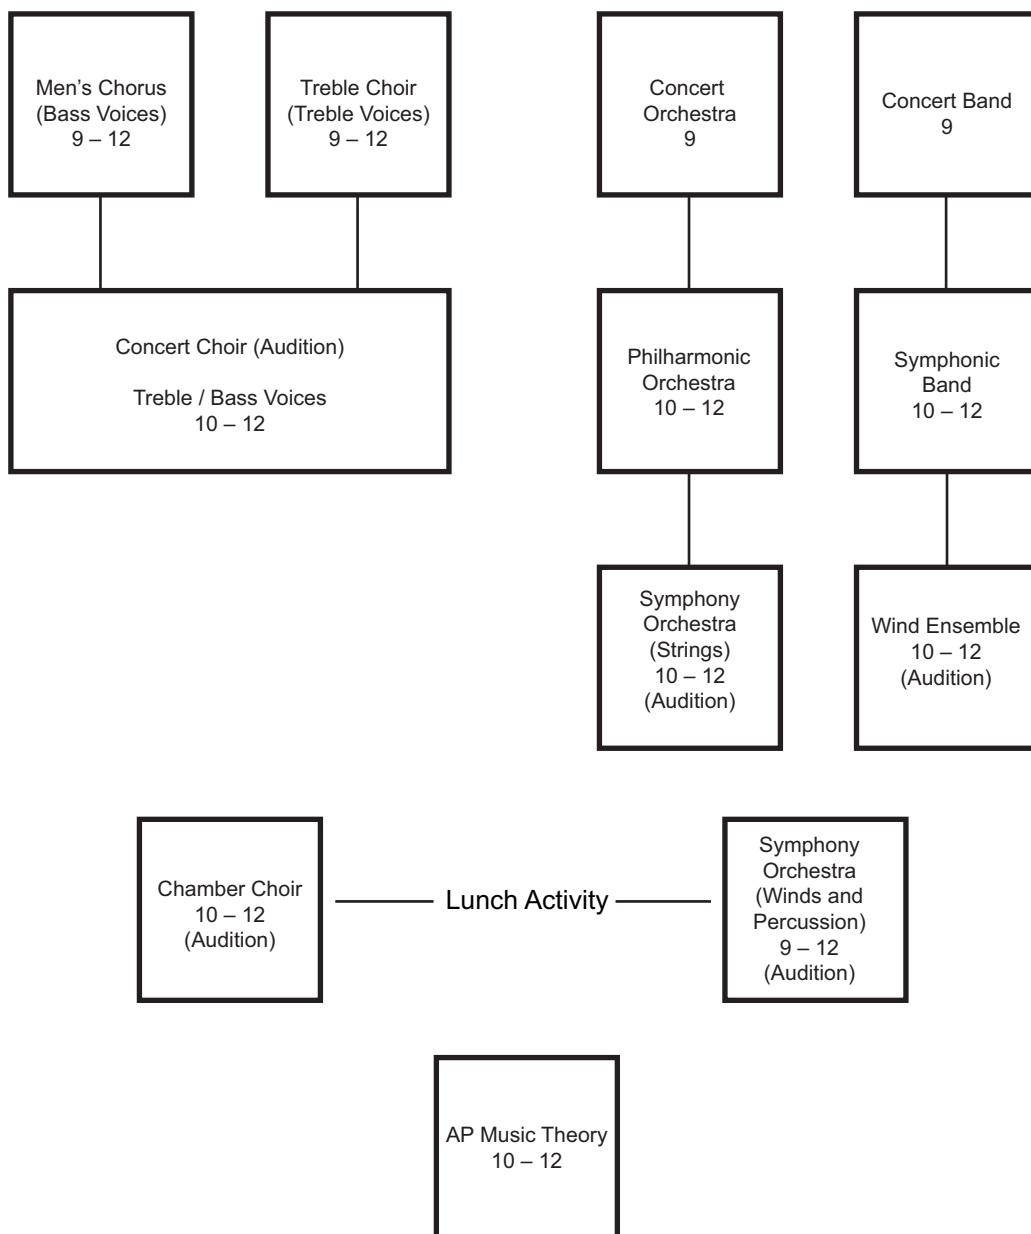 Men’s Chorus
(Bass Voices)
9 – 12
Treble Choir
(Treble Voices)
9 – 12
Concert
Orchestra
9
Concert Band
9
Concert Choir (Audition)
Treble / Bass Voices
10 – 12
Philharmonic
Orchestra
10 – 12
Symphonic
Band
10 – 12
Symphony
Orchestra
(Strings)
10 – 12
(Audition)
Wind Ensemble
10 – 12
(Audition)
Chamber Choir
10 – 12
(Audition)
Lunch Activity
Symphony
Orchestra
(Winds and
Percussion)
9 – 12
(Audition)
AP Music Theory
10 – 12